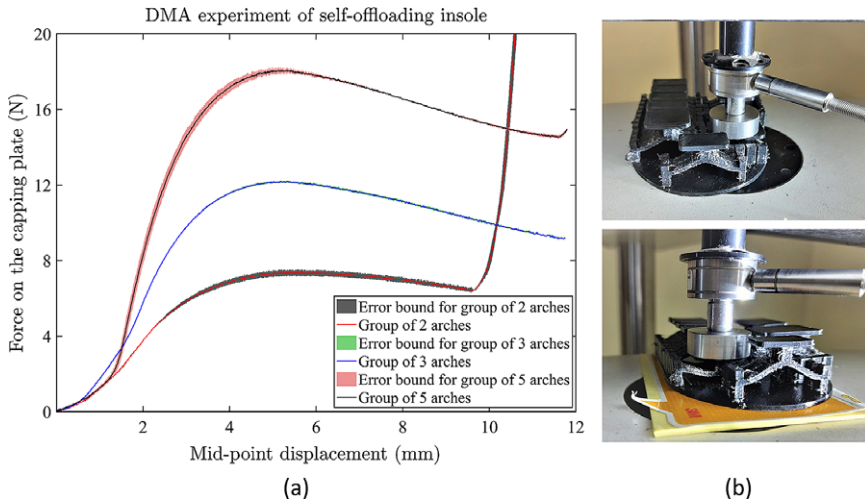 DMA experiment of self-offloading insole
Force on the capping plate (N)
20
16
12
8
4
0
Error bound for group of 2 arches
Group of 2 arches
Error bound for group of 3 arches
Group of 3 arches
Error bound for group of 5 arches
Group of 5 arches
2
4
6
8
10
12
Mid-point displacement (mm)
(a)
(b)